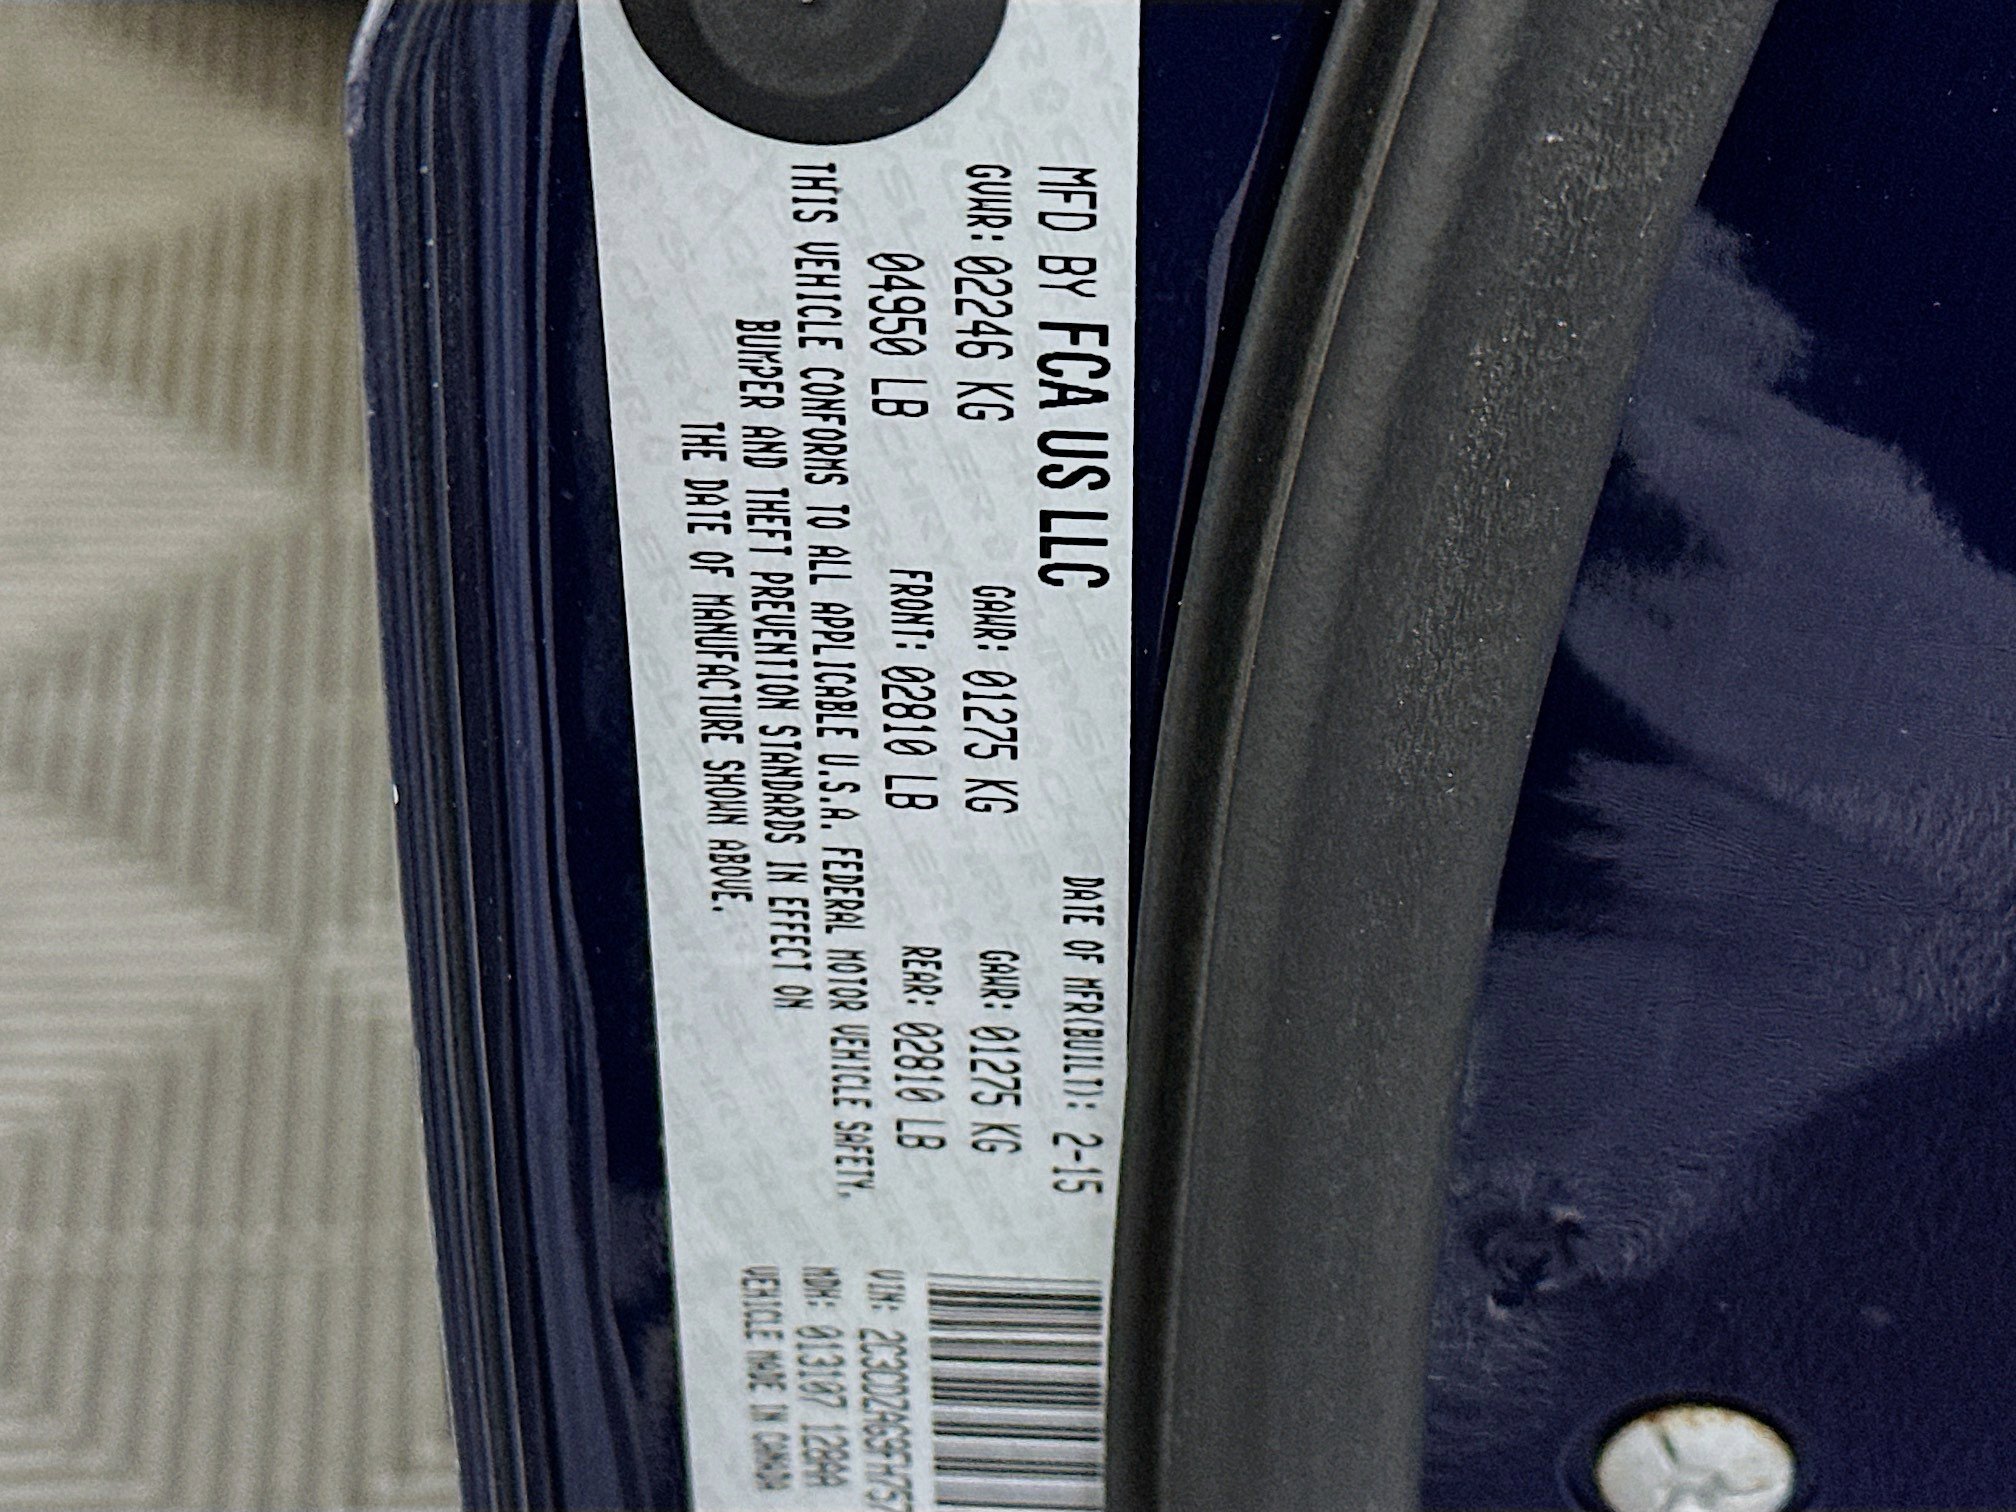 MFD BY FCA US LLC
DATE OF MFR(BUILT): 2-15
GVWR: 02246 KG
GAWR: 01275 KG
GAWR: 01275 KG
04950 LB
FRONT: 02810 LB
REAR: 02810 LB
THIS VEHICLE CONFORMS TO ALL APPLICABLE U.S.A. FEDERAL MOTOR VEHICLE SAFETY,
BUMPER AND THEFT PREVENTION STANDARDS IN EFFECT ON
THE DATE OF MANUFACTURE SHOWN ABOVE.
VIN: 2C3CDZAG9FH757
MDH: 013107 128AA
VEHICLE MADE IN CANADA